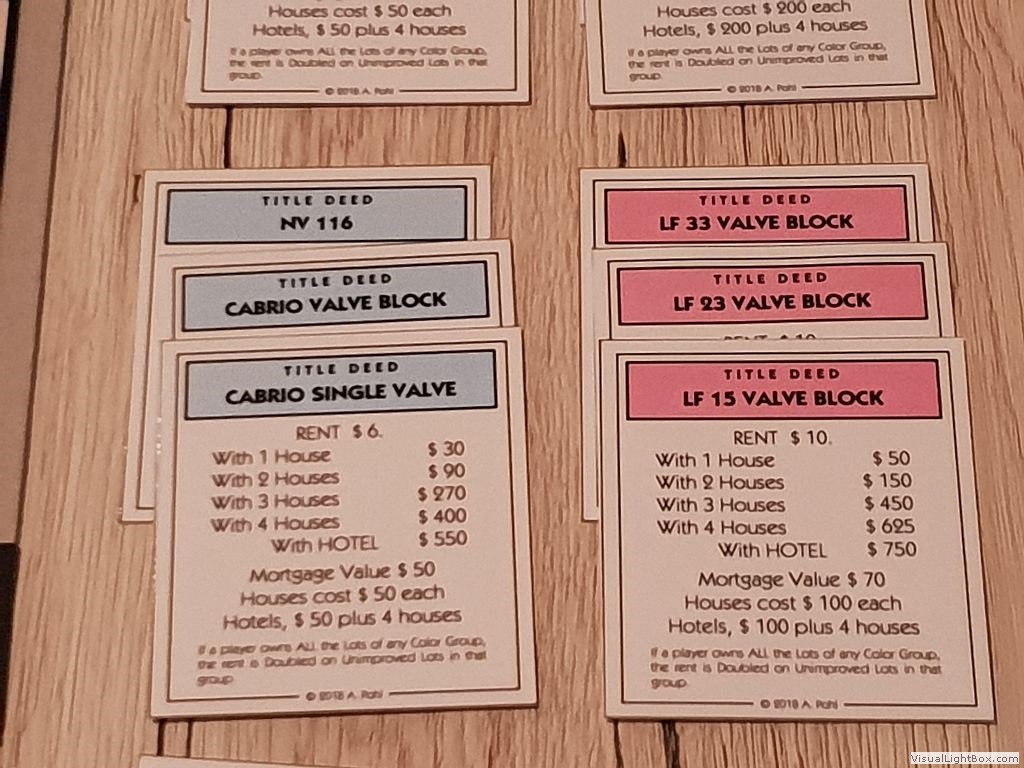 Houses cost $ 50 each
Hotels, $ 50 plus 4 houses
If a player owns ALL the Lots of any Color Group,
the rent is Doubled on Unimproved Lots in that
group.
© 2018 A. Pohl
Houses cost $ 200 each
Hotels, $ 200 plus 4 houses
If a player owns ALL the Lots of any Color Group,
the rent is Doubled on Unimproved Lots in that
group.
© 2018 A. Pohl
TITLE DEED
NV 116
TITLE DEED
CABRIO VALVE BLOCK
TITLE DEED
CABRIO SINGLE VALVE
RENT $ 6.
With 1 House $ 30
With 2 Houses $ 90
With 3 Houses $ 270
With 4 Houses $ 400
With HOTEL $ 550
Mortgage Value $ 50
Houses cost $ 50 each
Hotels, $ 50 plus 4 houses
If a player owns ALL the Lots of any Color Group,
the rent is Doubled on Unimproved Lots in that
group.
© 2018 A. Pohl
TITLE DEED
LF 33 VALVE BLOCK
TITLE DEED
LF 23 VALVE BLOCK
RENT $ 10
TITLE DEED
LF 15 VALVE BLOCK
RENT $ 10.
With 1 House $ 50
With 2 Houses $ 150
With 3 Houses $ 450
With 4 Houses $ 625
With HOTEL $ 750
Mortgage Value $ 70
Houses cost $ 100 each
Hotels, $ 100 plus 4 houses
If a player owns ALL the Lots of any Color Group,
the rent is Doubled on Unimproved Lots in that
group.
© 2018 A. Pohl
VisualLightBox.com